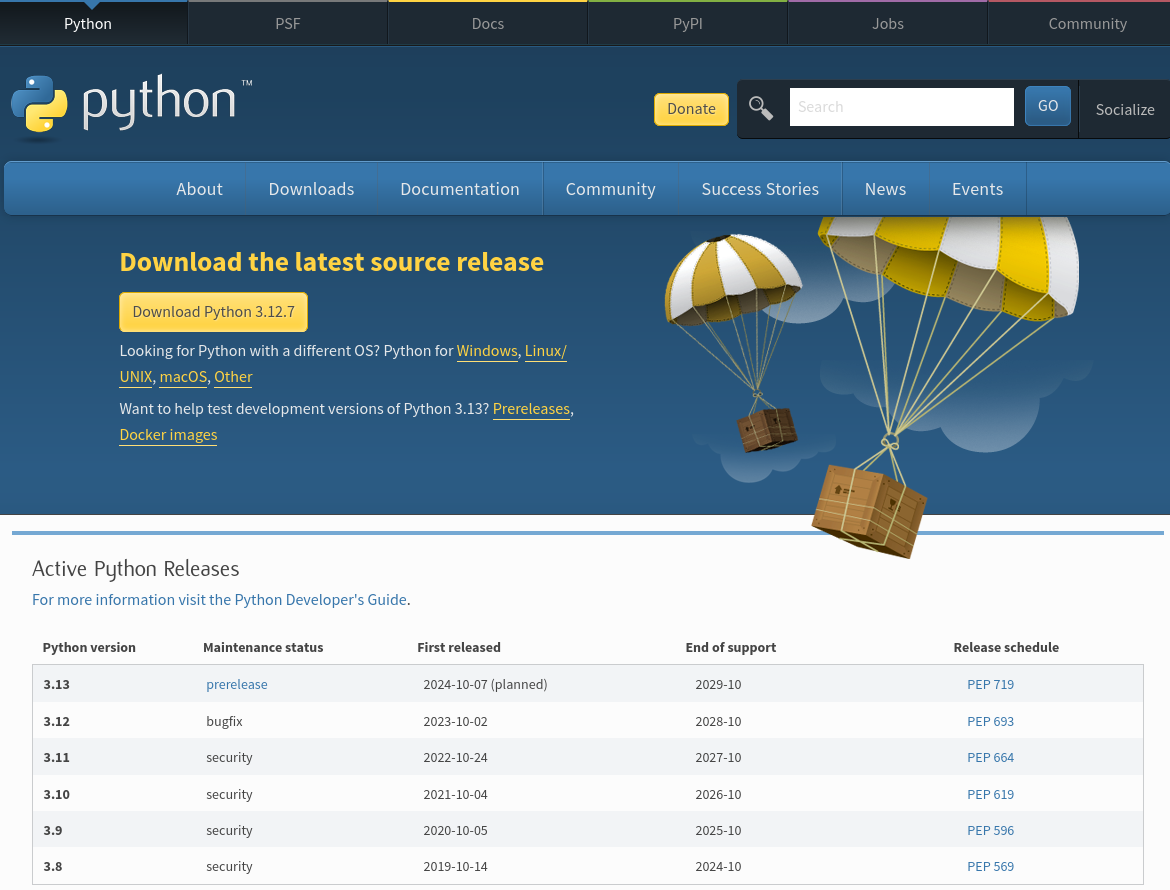 Python PSF Docs PyPI Jobs Community
python™
Donate Search GO Socialize
About Downloads Documentation Community Success Stories News Events
Download the latest source release
Download Python 3.12.7
Looking for Python with a different OS? Python for Windows, Linux/
UNIX, macOS, Other
Want to help test development versions of Python 3.13? Prereleases,
Docker images
Active Python Releases
For more information visit the Python Developer's Guide.
Python version Maintenance status First released End of support Release schedule
3.13 prerelease 2024-10-07 (planned) 2029-10 PEP 719
3.12 bugfix 2023-10-02 2028-10 PEP 693
3.11 security 2022-10-24 2027-10 PEP 664
3.10 security 2021-10-04 2026-10 PEP 619
3.9 security 2020-10-05 2025-10 PEP 596
3.8 security 2019-10-14 2024-10 PEP 569